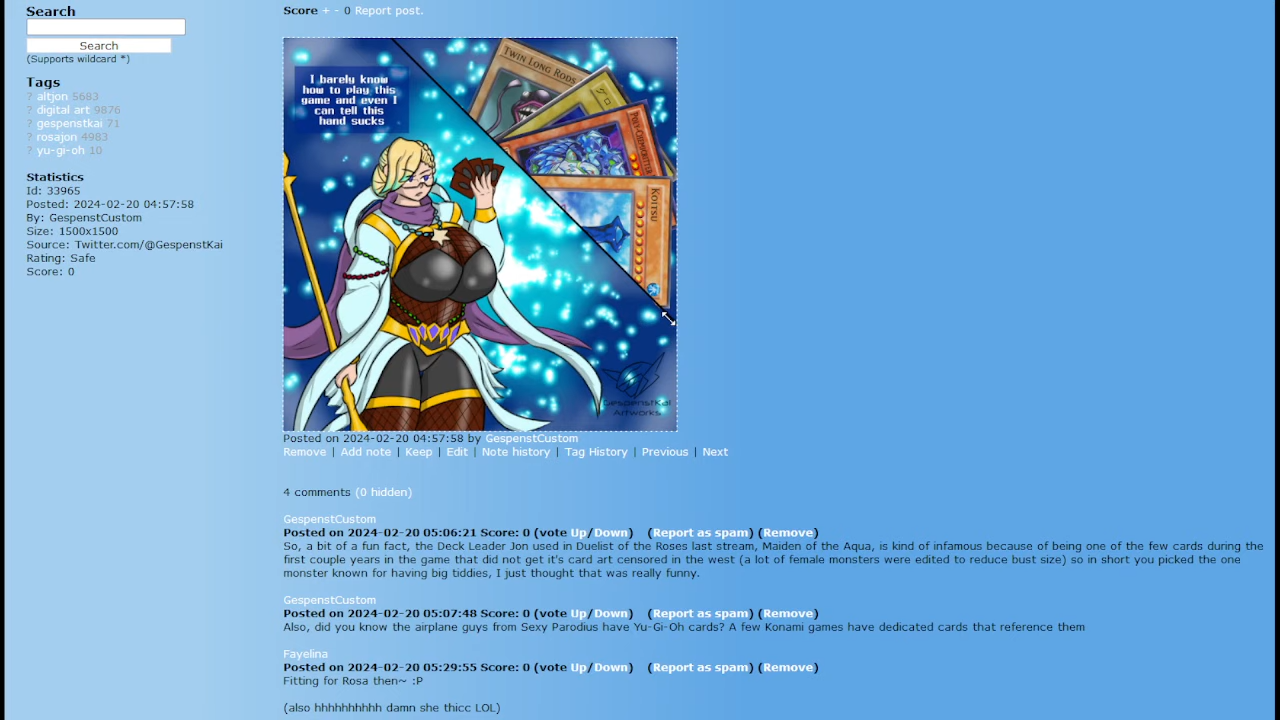 Search
Search
(Supports wildcard *)
Tags
? altjon 5683
? digital art 9876
? gespenstkai 71
? rosajon 4983
? yu-gi-oh 10
Statistics
Id: 33965
Posted: 2024-02-20 04:57:58
By: GespenstCustom
Size: 1500x1500
Source: Twitter.com/@GespenstKai
Rating: Safe
Score: 0
Score + - 0 Report post.
I barely know
how to play this
game and even I
can tell this
hand sucks
Twin Long Rods
Koitsu
GespenstKai
Artworks
Posted on 2024-02-20 04:57:58 by GespenstCustom
Remove | Add note | Keep | Edit | Note history | Tag History | Previous | Next
4 comments (0 hidden)
GespenstCustom
Posted on 2024-02-20 05:06:21 Score: 0 (vote Up/Down) (Report as spam) (Remove)
So, a bit of a fun fact, the Deck Leader Jon used in Duelist of the Roses last stream, Maiden of the Aqua, is kind of infamous because of being one of the few cards during the
first couple years in the game that did not get it's card art censored in the west (a lot of female monsters were edited to reduce bust size) so in short you picked the one
monster known for having big tiddies, I just thought that was really funny.
GespenstCustom
Posted on 2024-02-20 05:07:48 Score: 0 (vote Up/Down) (Report as spam) (Remove)
Also, did you know the airplane guys from Sexy Parodius have Yu-Gi-Oh cards? A few Konami games have dedicated cards that reference them
Fayelina
Posted on 2024-02-20 05:29:55 Score: 0 (vote Up/Down) (Report as spam) (Remove)
Fitting for Rosa then~ :P
(also hhhhhhhhhh damn she thicc LOL)